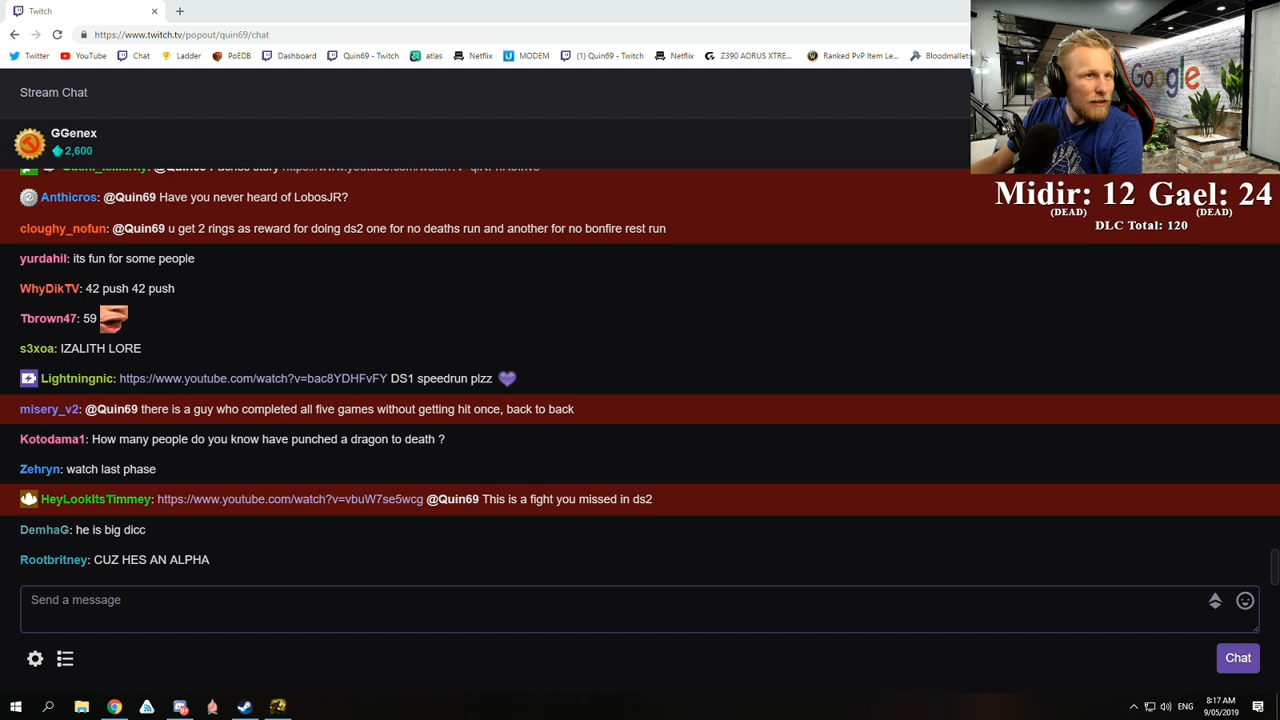 Twitch
https://www.twitch.tv/popout/quin69/chat
Twitter YouTube Chat Ladder PoEDB Dashboard Quin69 - Twitch atlas Netflix MODEM (1) Quin69 - Twitch Netflix Z390 AORUS XTRE... Ranked PvP Item Le... Bloodmallet
Google
Stream Chat
GGenex
2,600
Midir: 12 Gael: 24
(DEAD) (DEAD)
DLC Total: 120
Anthicros: @Quin69 Have you never heard of LobosJR?
cloughy_nofun: @Quin69 u get 2 rings as reward for doing ds2 one for no deaths run and another for no bonfire rest run
yurdahil: its fun for some people
WhyDikTV: 42 push 42 push
Tbrown47: 59
s3xoa: IZALITH LORE
Lightningnic: https://www.youtube.com/watch?v=bac8YDHFvFY DS1 speedrun plzz
misery_v2: @Quin69 there is a guy who completed all five games without getting hit once, back to back
Kotodama1: How many people do you know have punched a dragon to death ?
Zehryn: watch last phase
HeyLookItsTimmey: https://www.youtube.com/watch?v=vbuW7se5wcg @Quin69 This is a fight you missed in ds2
DemhaG: he is big dicc
Rootbritney: CUZ HES AN ALPHA
Send a message
Chat
ENG
8:17 AM
9/05/2019